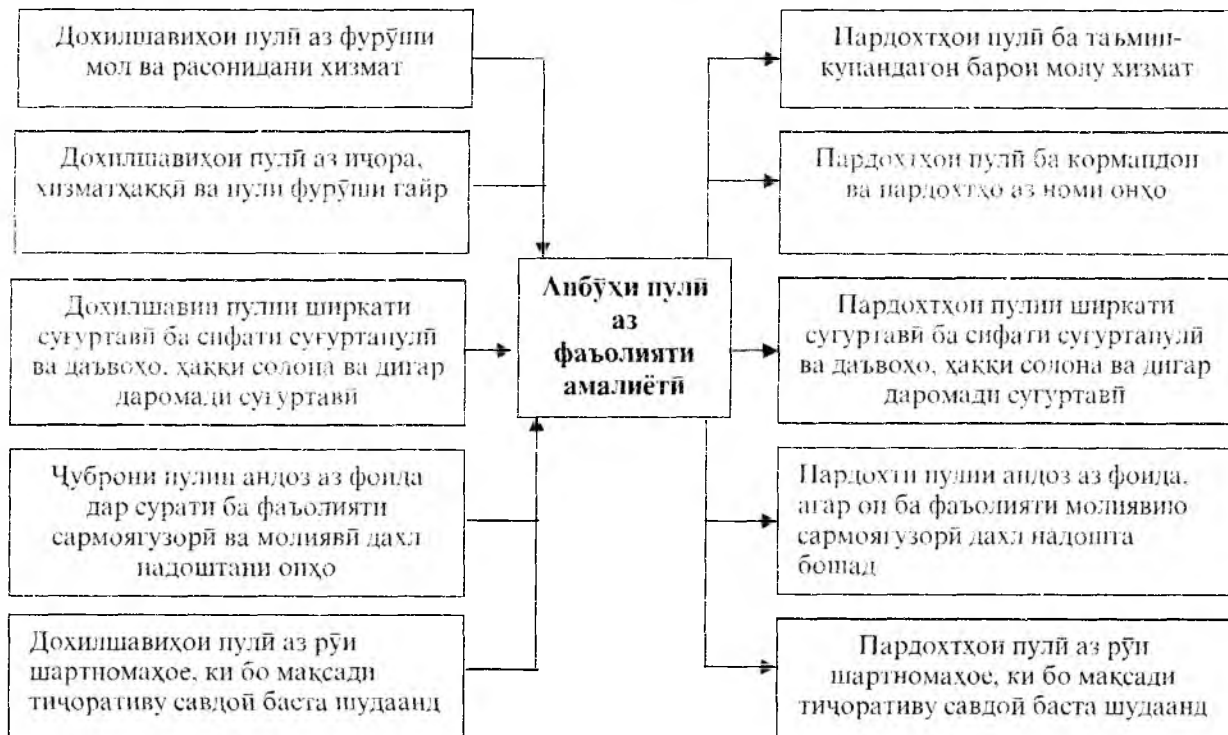 Дохилшавиҳои пулӣ аз фурӯши
мол ва расонидани хизмат
Дохилшавиҳои пулӣ аз иҷора,
хизматҳаққӣ ва пули фурӯши ғайр
Дохилшавии пулии ширкати
суғуртавӣ ба сифати суғуртапулӣ
ва даъвоҳо, ҳаққи солона ва дигар
даромади суғуртавӣ
Ҷуброни пулии андоз аз фоида
дар сурати ба фаъолияти
сармоягузорӣ ва молиявӣ дахл
надоштани онҳо
Дохилшавиҳои пулӣ аз рӯи
шартномаҳое, ки бо мақсади
тиҷоративу савдоӣ баста шудаанд
Анбӯҳи пулӣ
аз
фаъолияти
амалиётӣ
Пардохтҳои пулӣ ба таъмин-
кунандагон барои молу хизмат
Пардохтҳои пулӣ ба кормандон
ва пардохтҳо аз номи онҳо
Пардохтҳои пулии ширкати
суғуртавӣ ба сифати суғуртапулӣ
ва даъвоҳо, ҳаққи солона ва дигар
даромади суғуртавӣ
Пардохти пулии андоз аз фоида,
агар он ба фаъолияти молиявию
сармоягузорӣ дахл надошта
бошад
Пардохтҳои пулӣ аз рӯи
шартномаҳое, ки бо мақсади
тиҷоративу савдоӣ баста шудаанд